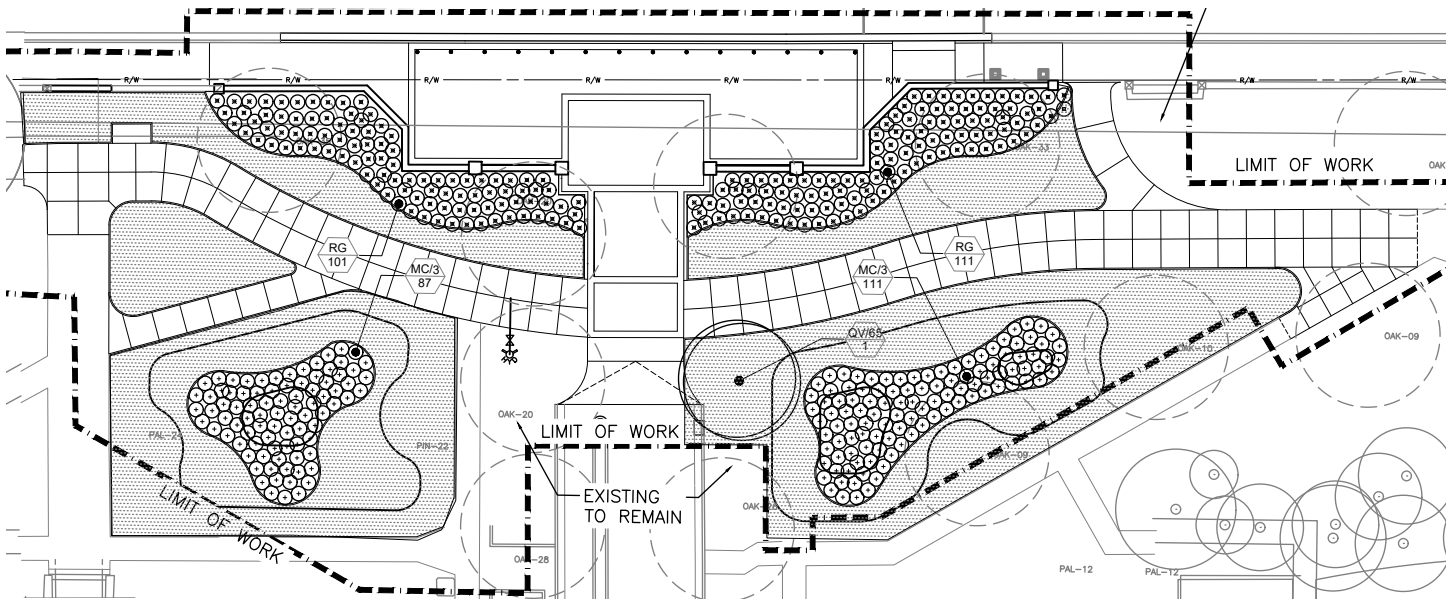 R/W
R/W
R/W
R/W
R/W
R/W
R/W
OAK-33
LIMIT OF WORK
OAK
RG
101
MC/3
87
MC/3
111
RG
111
QV/65
1
OAK-10
OAK-09
OAK-20
LIMIT OF WORK
PIN-22
OAK-09
EXISTING
TO REMAIN
LIMIT OF WORK
OAK-28
PAL-12
PAL-12